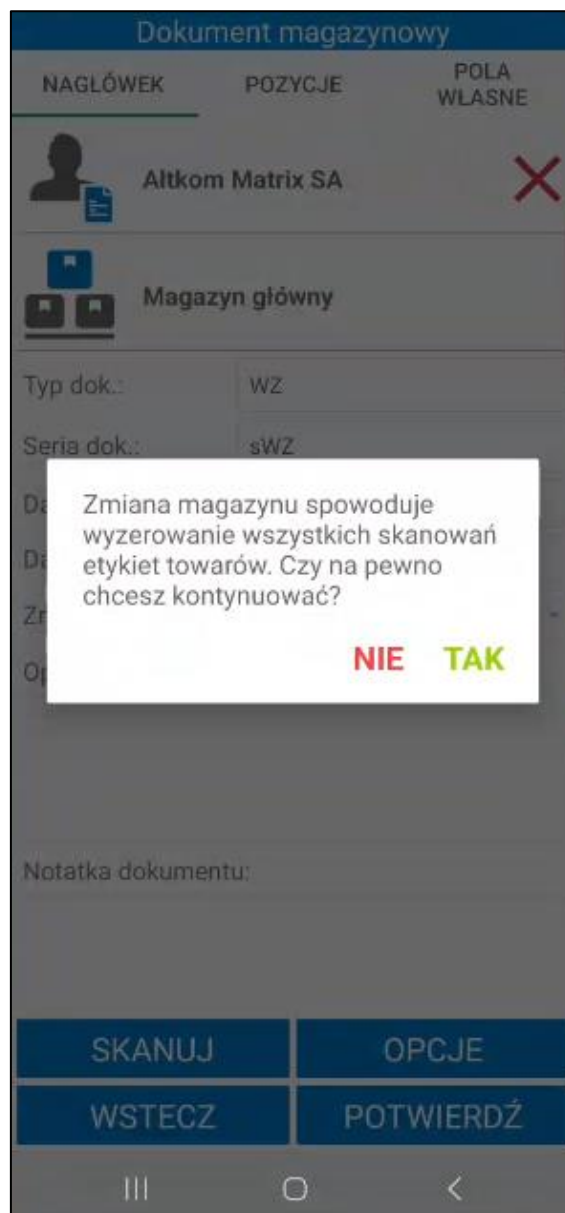 Dokument magazynowy
NAGŁÓWEK
POZYCJE
POLA
WŁASNE
Altkom Matrix SA
Magazyn główny
Typ dok.:
WZ
Seria dok.:
sWZ
Zmiana magazynu spowoduje
wyzerowanie wszystkich skanowań
etykiet towarów. Czy na pewno
chcesz kontynuować?
NIE
TAK
Notatka dokumentu:
SKANUJ
OPCJE
WSTECZ
POTWIERDŹ